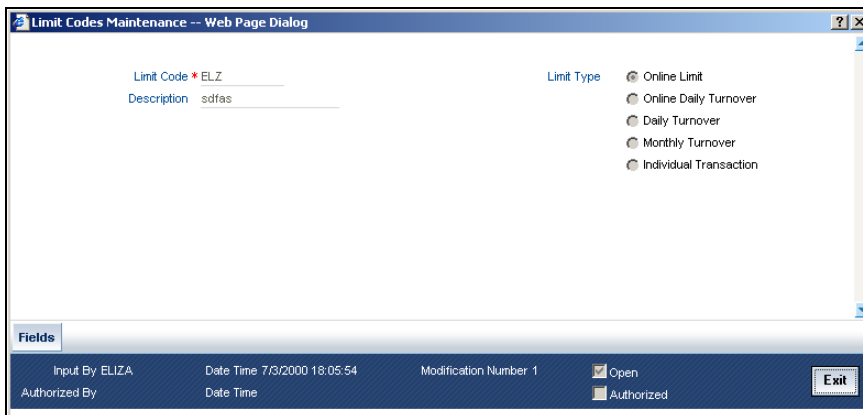 Limit Codes Maintenance -- Web Page Dialog
Limit Code * ELZ
Description sdfas
Limit Type
Online Limit
Online Daily Turnover
Daily Turnover
Monthly Turnover
Individual Transaction
Fields
Input By ELIZA Date Time 7/3/2000 18:05:54 Modification Number 1 Open
Authorized By Date Time Authorized
Exit